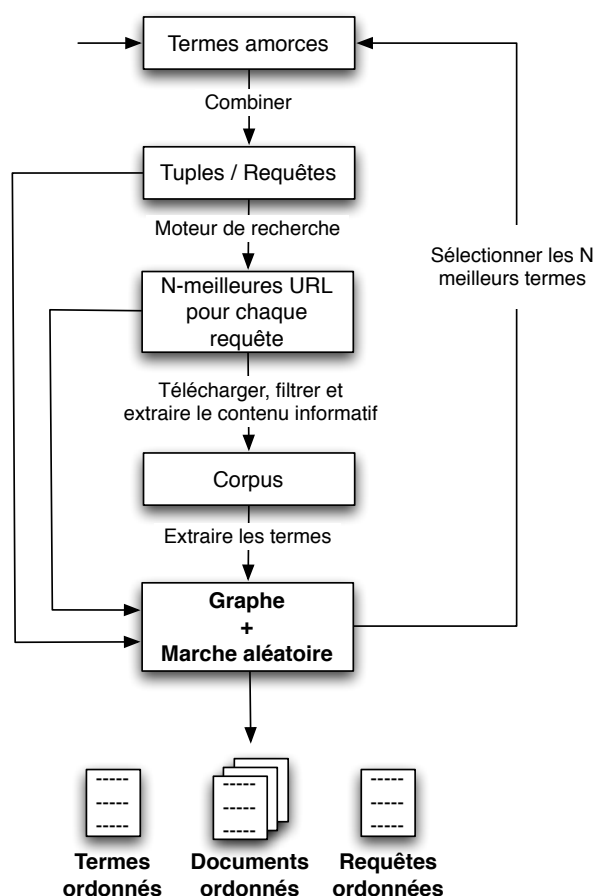 Termes amorces
Combiner
Tuples / Requêtes
Moteur de recherche
N-meilleures URL
pour chaque
requête
Sélectionner les N
meilleurs termes
Télécharger, filtrer et
extraire le contenu informatif
Corpus
Extraire les termes
Graphe
+
Marche aléatoire
Termes
ordonnés
Documents
ordonnés
Requêtes
ordonnées